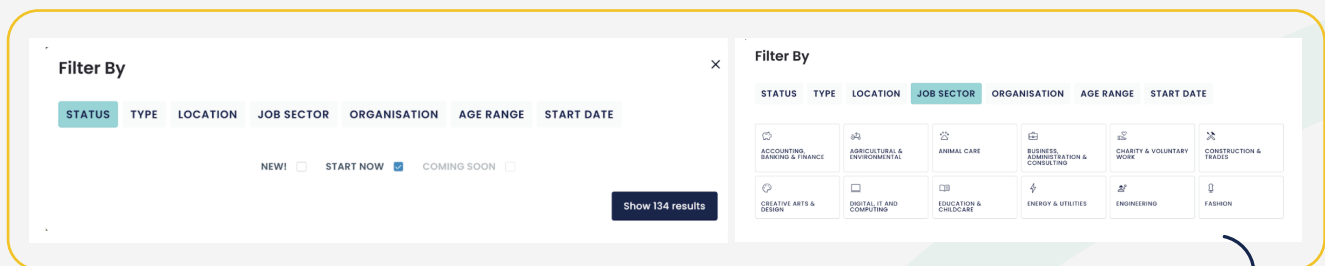 Filter By
STATUS TYPE LOCATION JOB SECTOR ORGANISATION AGE RANGE START DATE
NEW! START NOW COMING SOON
Show 134 results
Filter By
STATUS TYPE LOCATION JOB SECTOR ORGANISATION AGE RANGE START DATE
ACCOUNTING,
BANKING & FINANCE
AGRICULTURAL &
ENVIRONMENTAL
ANIMAL CARE
BUSINESS,
ADMINISTRATION &
CONSULTING
CHARITY & VOLUNTARY
WORK
CONSTRUCTION &
TRADES
CREATIVE ARTS &
DESIGN
DIGITAL, IT AND
COMPUTING
EDUCATION &
CHILDCARE
ENERGY & UTILITIES
ENGINEERING
FASHION